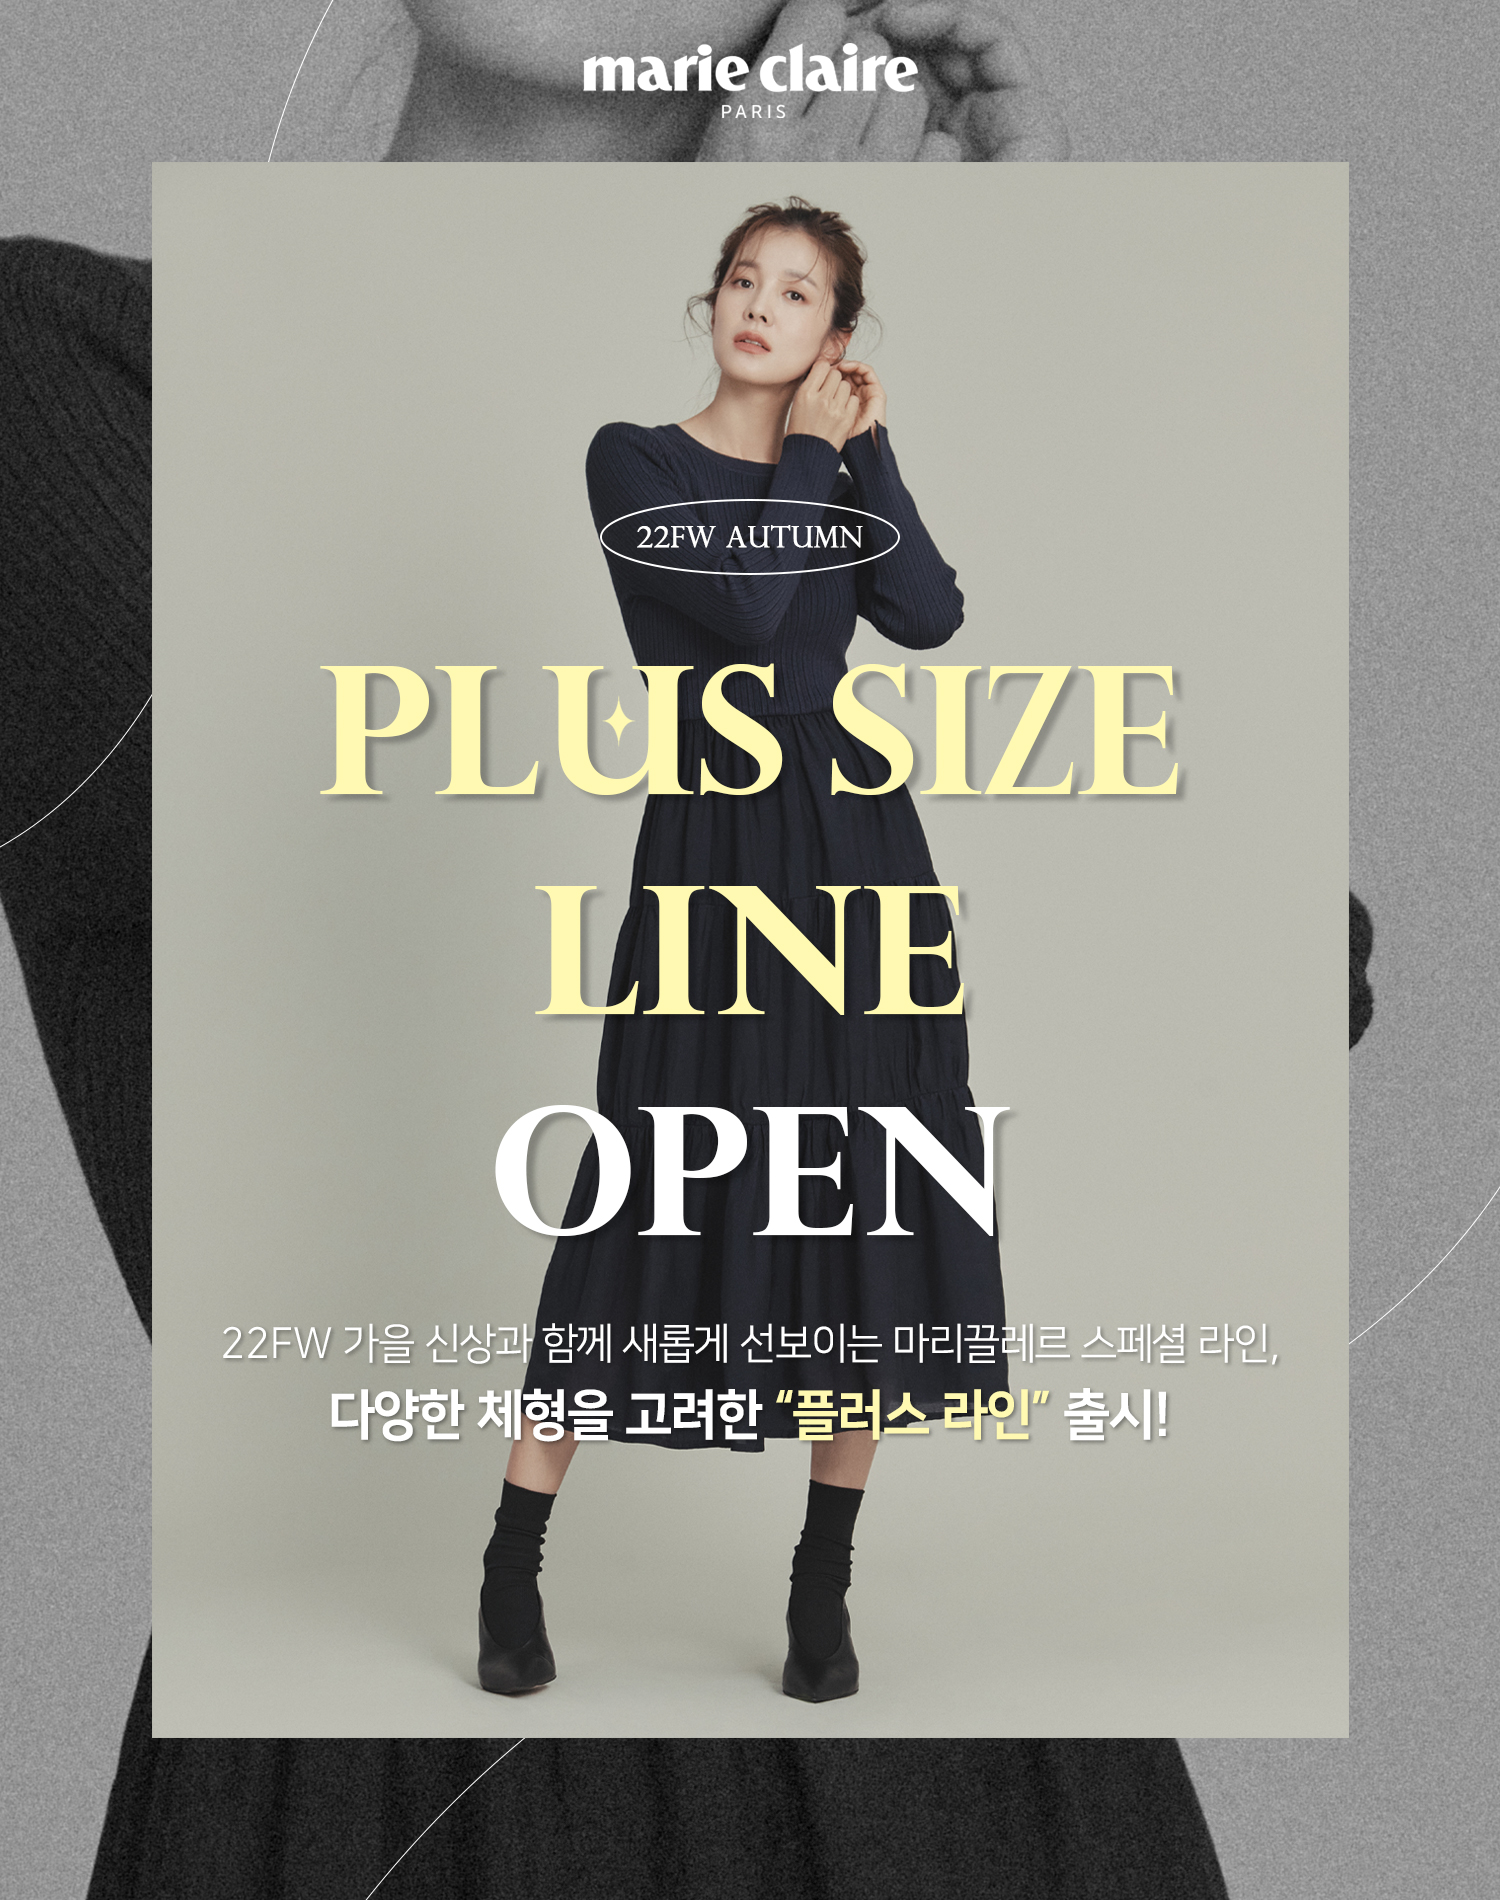 marie claire
PARIS
22FW AUTUMN
PLUS SIZE
LINE
OPEN
22FW 가을 신상과 함께 새롭게 선보이는 마리끌레르 스페셜 라인,
다양한 체형을 고려한 “플러스 라인” 출시!